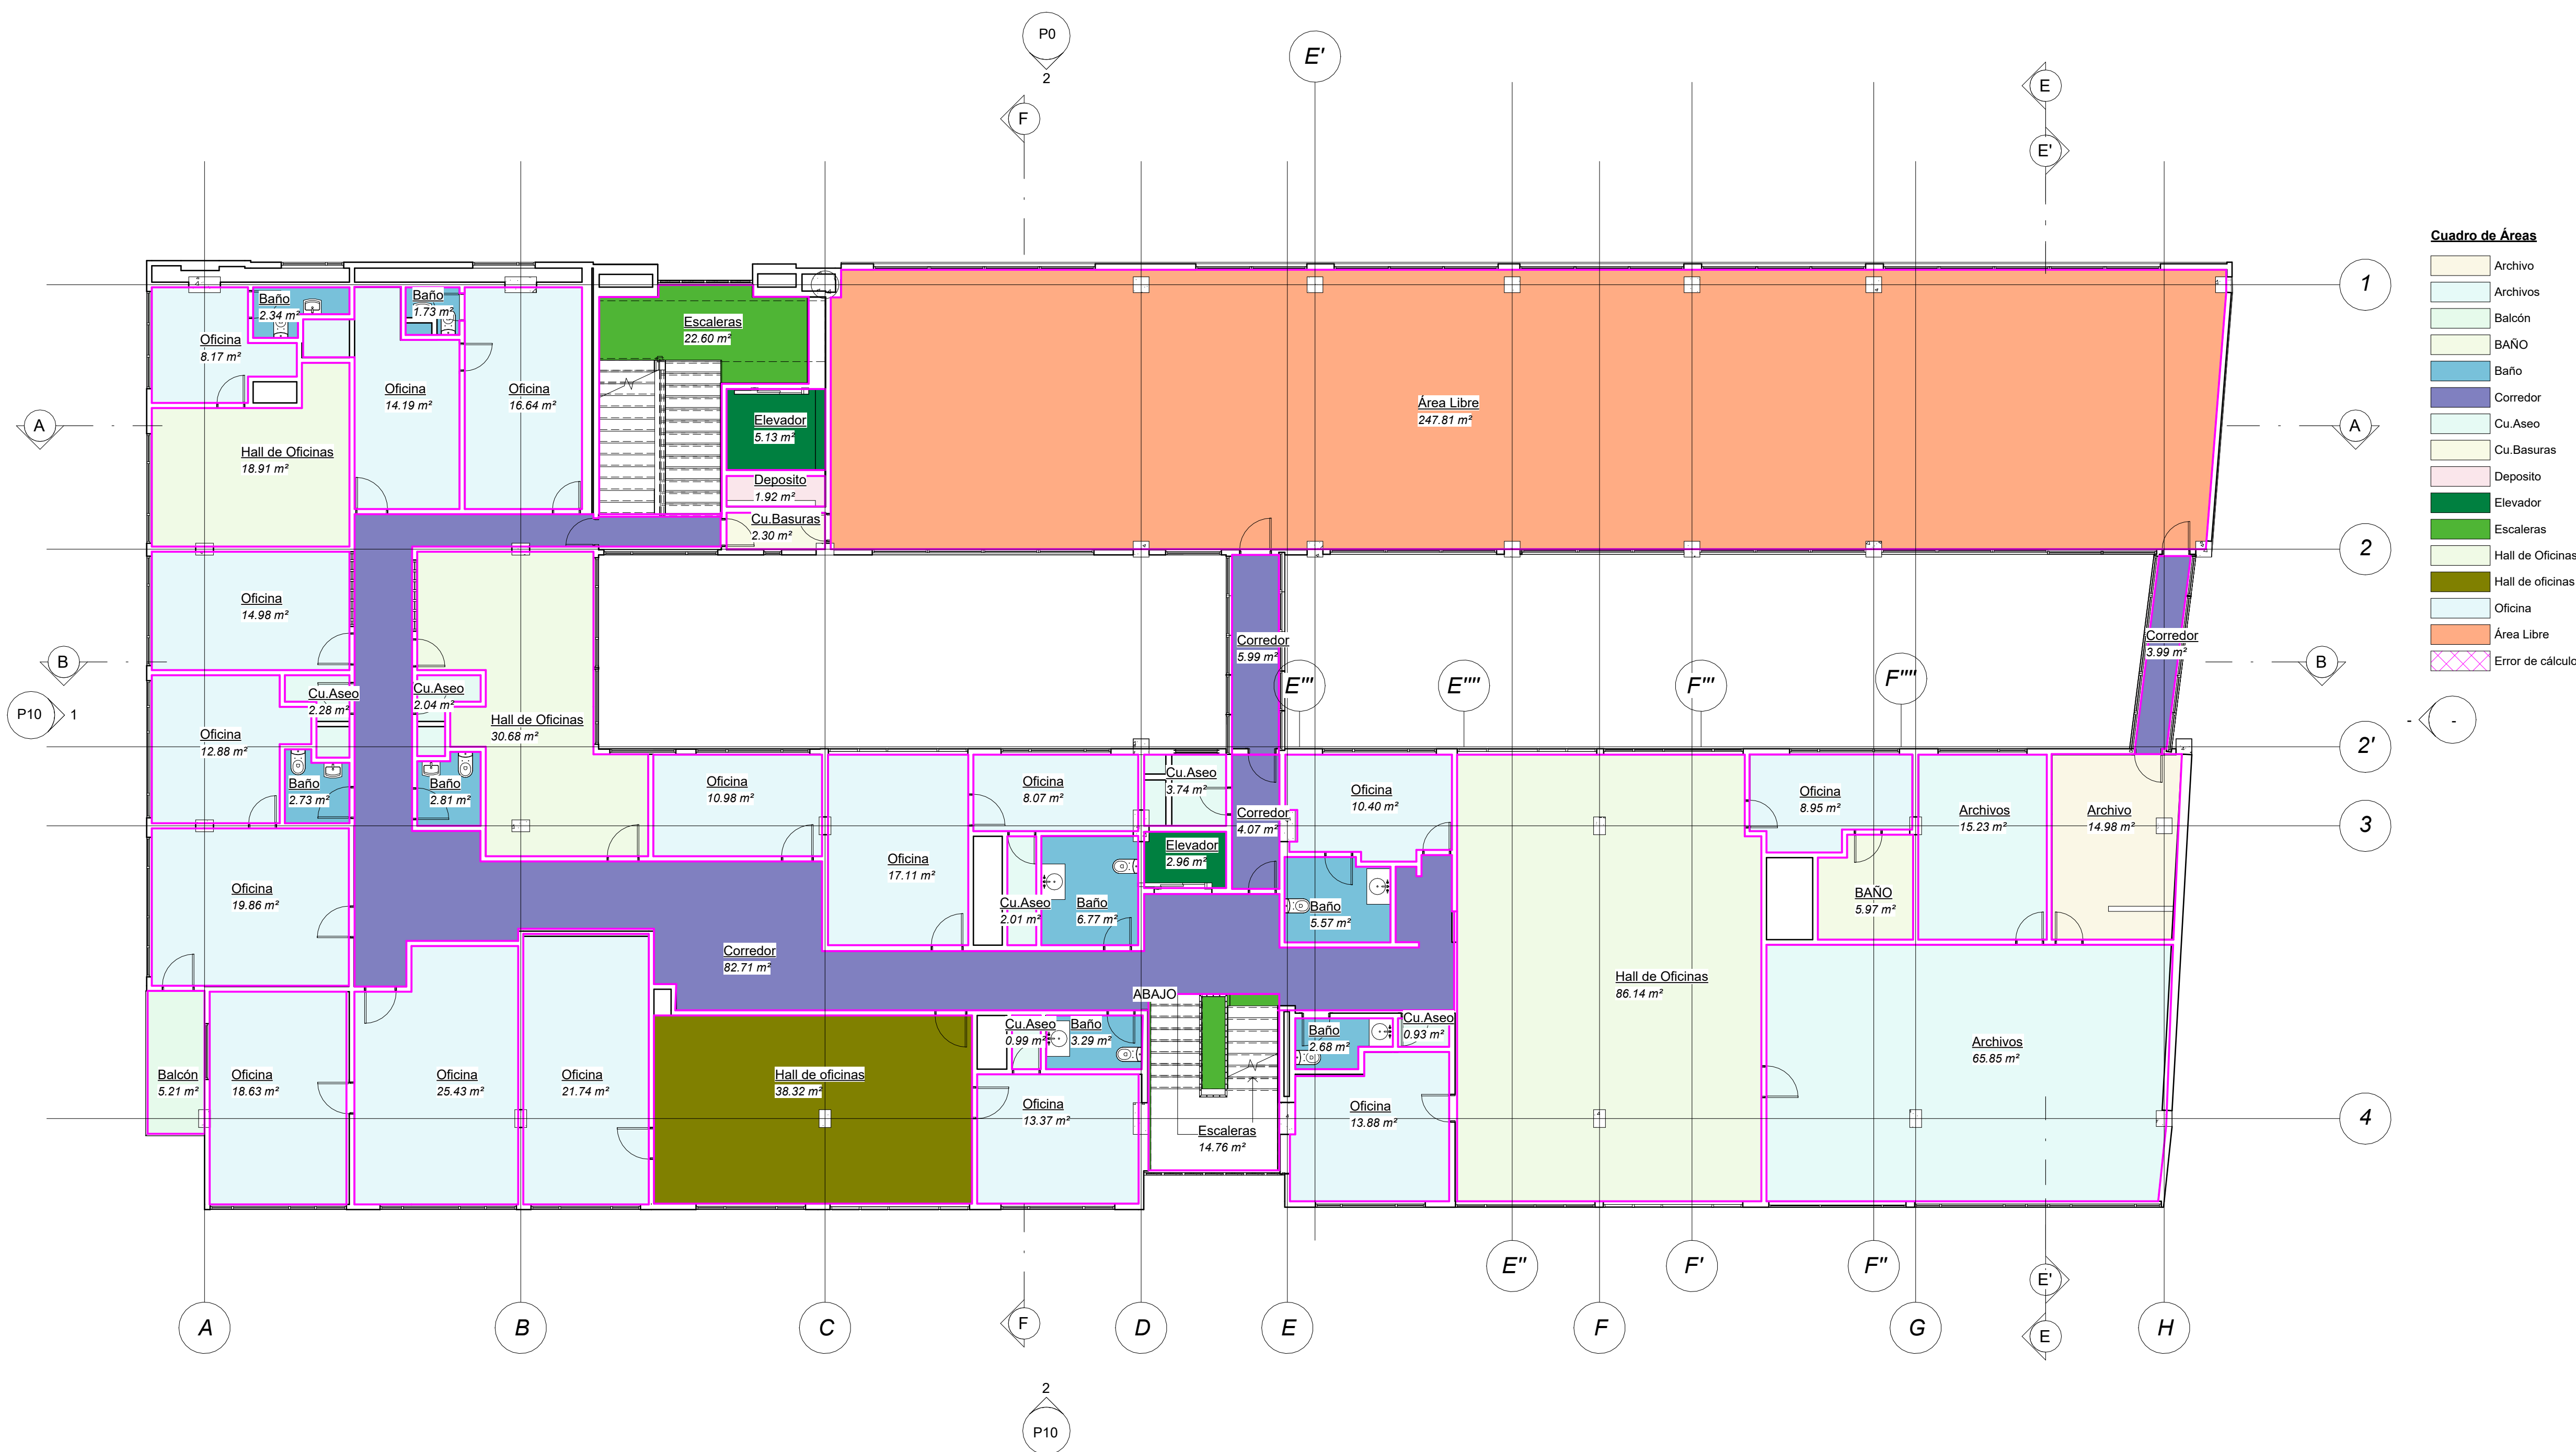 P0
2
E'
F
E
E'
Cuadro de Áreas
Archivo
Archivos
Balcón
BAÑO
Baño
Corredor
Cu.Aseo
Cu.Basuras
Deposito
Elevador
Escaleras
Hall de Oficinas
Hall de oficinas
Oficina
Área Libre
Error de cálculo
1
Baño
2.34 m²
Baño
1.73 m²
Oficina
8.17 m²
Escaleras
22.60 m²
Oficina
14.19 m²
Oficina
16.64 m²
Área Libre
247.81 m²
A
Elevador
5.13 m²
A
Hall de Oficinas
18.91 m²
Deposito
1.92 m²
Cu.Basuras
2.30 m²
2
Oficina
14.98 m²
Corredor
5.99 m²
Corredor
3.99 m²
B
B
E'''
E''''
F'''
F''''
Cu.Aseo
2.28 m²
Cu.Aseo
2.04 m²
P10
1
Hall de Oficinas
30.68 m²
-
-
Oficina
12.88 m²
2'
Baño
2.73 m²
Baño
2.81 m²
Oficina
10.98 m²
Oficina
8.07 m²
Cu.Aseo
3.74 m²
Oficina
10.40 m²
Oficina
8.95 m²
Archivos
15.23 m²
Archivo
14.98 m²
Corredor
4.07 m²
3
Elevador
2.96 m²
Oficina
17.11 m²
Oficina
19.86 m²
Cu.Aseo
2.01 m²
Baño
6.77 m²
Baño
5.57 m²
BAÑO
5.97 m²
Corredor
82.71 m²
Hall de Oficinas
86.14 m²
ABAJO
Cu.Aseo
0.99 m²
Baño
3.29 m²
Baño
2.68 m²
Cu.Aseo
0.93 m²
Archivos
65.85 m²
Balcón
5.21 m²
Oficina
18.63 m²
Oficina
25.43 m²
Oficina
21.74 m²
Hall de oficinas
38.32 m²
Oficina
13.37 m²
Oficina
13.88 m²
Escaleras
14.76 m²
4
E''
F'
F''
E'
A
B
C
F
D
E
F
G
E
H
2
P10